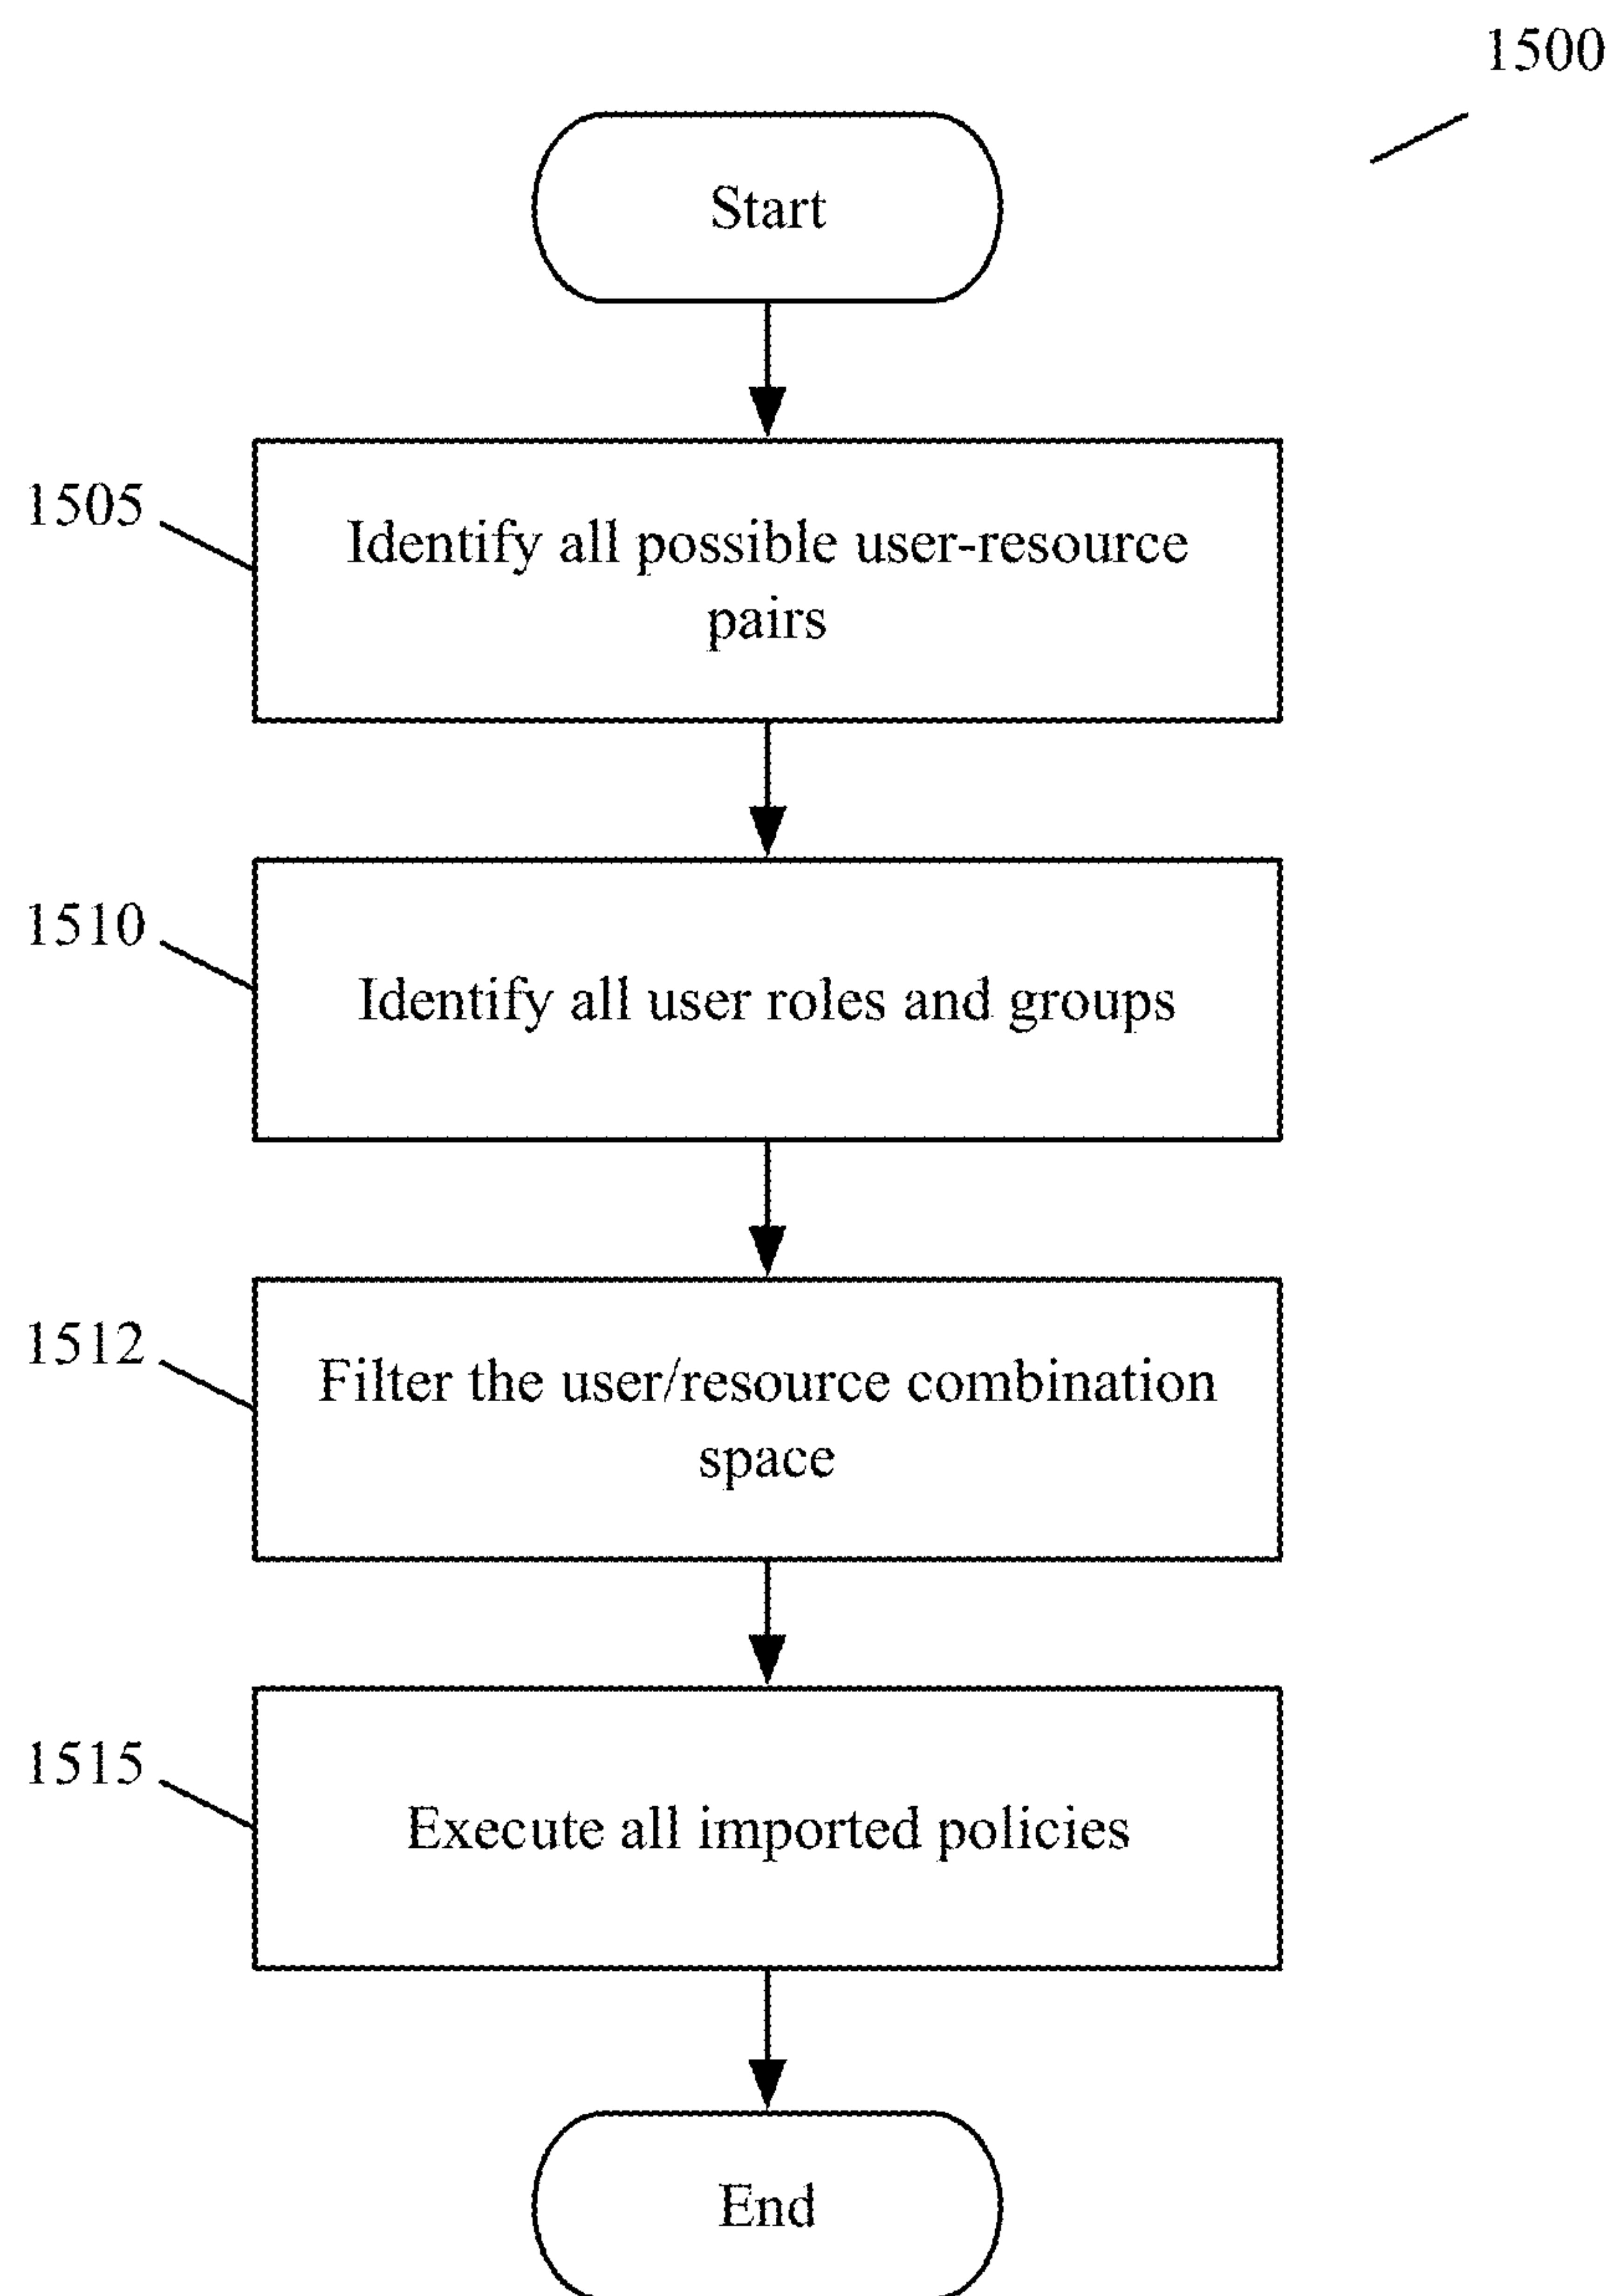 1500
Start
1505
Identify all possible user-resource
pairs
1510
Identify all user roles and groups
1512
Filter the user/resource combination
space
1515
Execute all imported policies
End